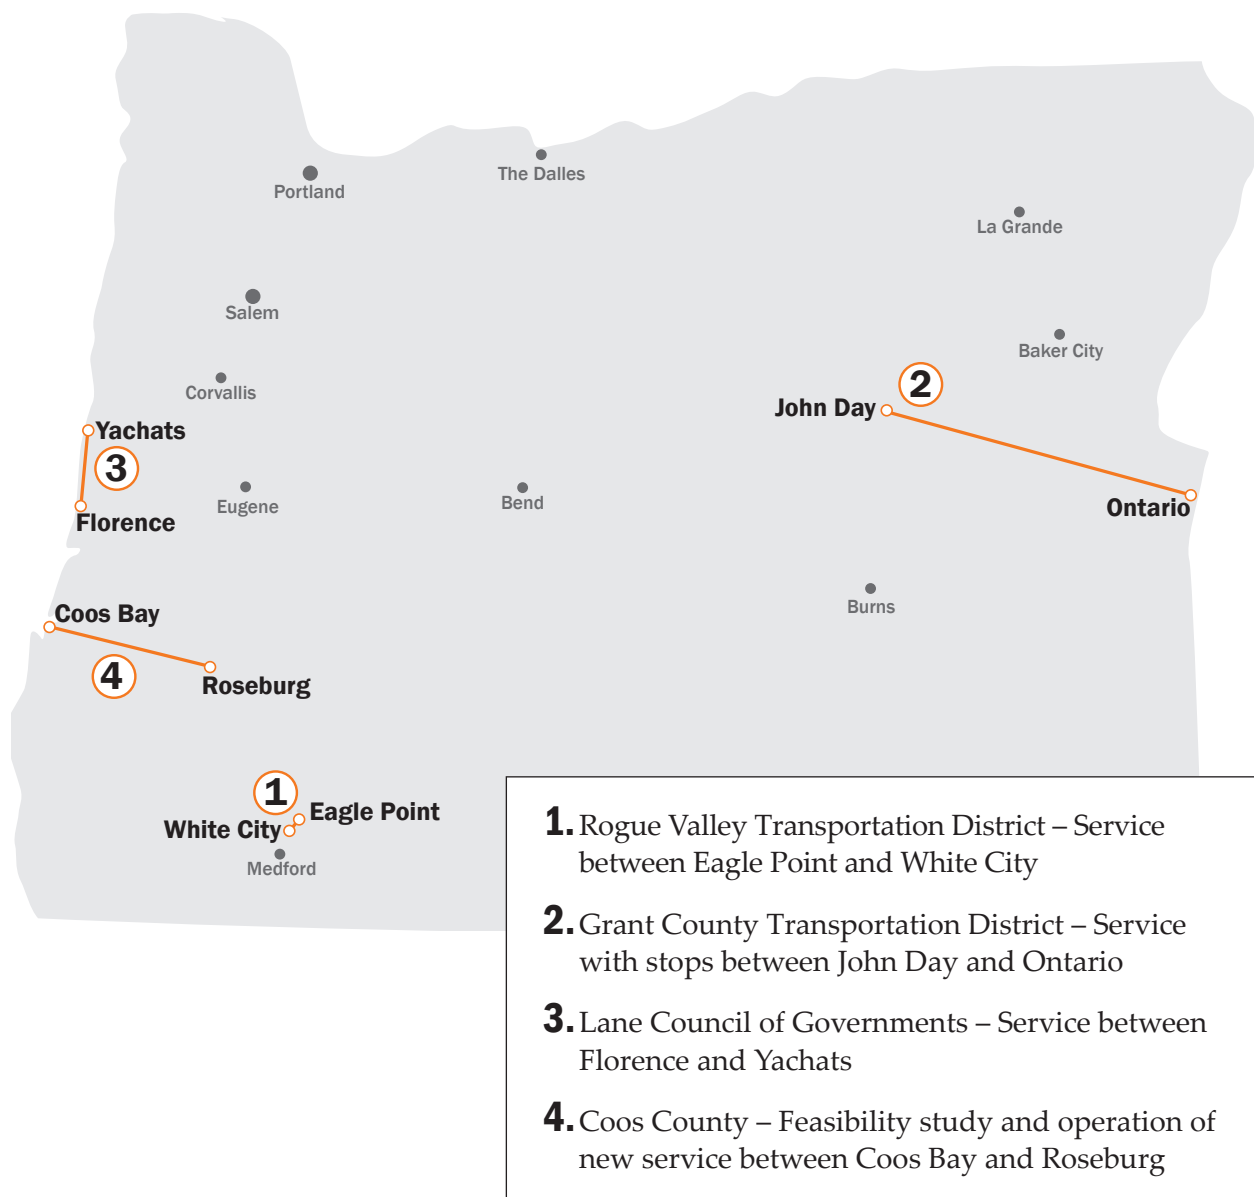 Portland
The Dalles
La Grande
Salem
Baker City
Corvallis
2
John Day
Yachats
3
Eugene
Bend
Ontario
Florence
Burns
Coos Bay
4
Roseburg
1
Eagle Point
White City
Medford
1. Rogue Valley Transportation District – Service
between Eagle Point and White City
2. Grant County Transportation District – Service
with stops between John Day and Ontario
3. Lane Council of Governments – Service between
Florence and Yachats
4. Coos County – Feasibility study and operation of
new service between Coos Bay and Roseburg